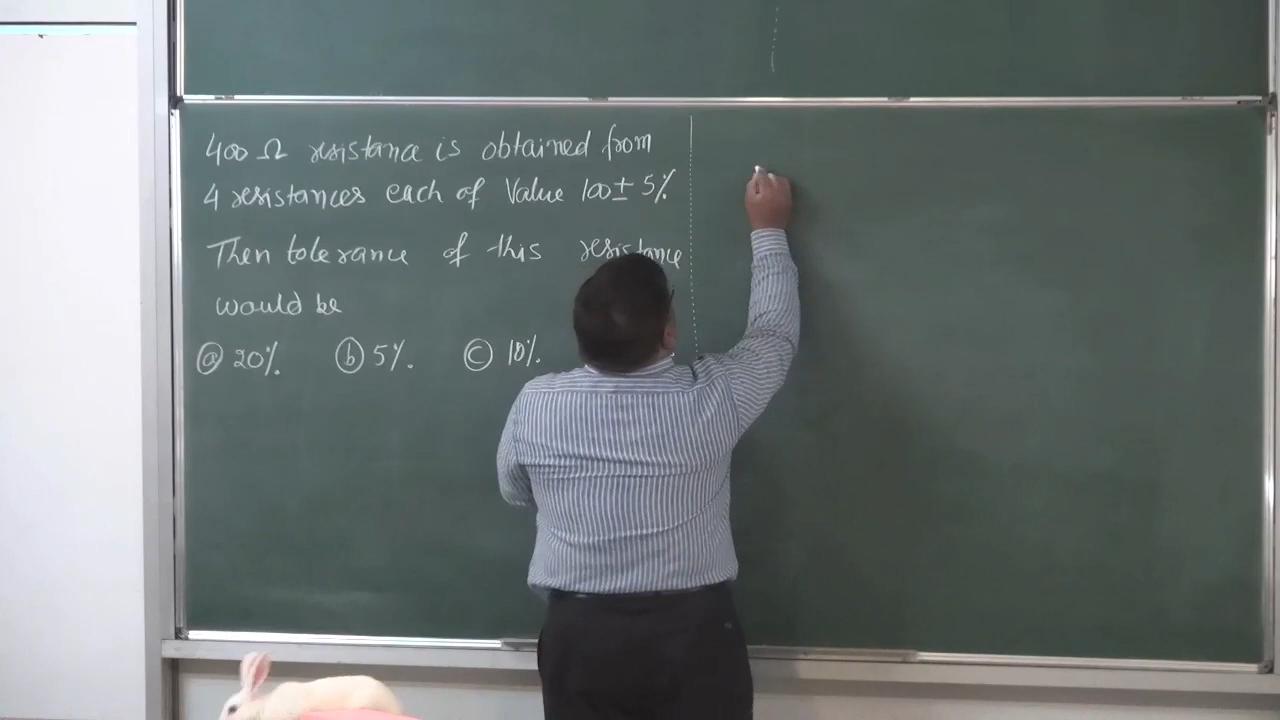 400 Ω resistance is obtained from
4 resistances each of Value 100 ± 5%
Then tolerance of this resistance
would be
ⓐ 20% ⓑ 5% ⓒ 10%